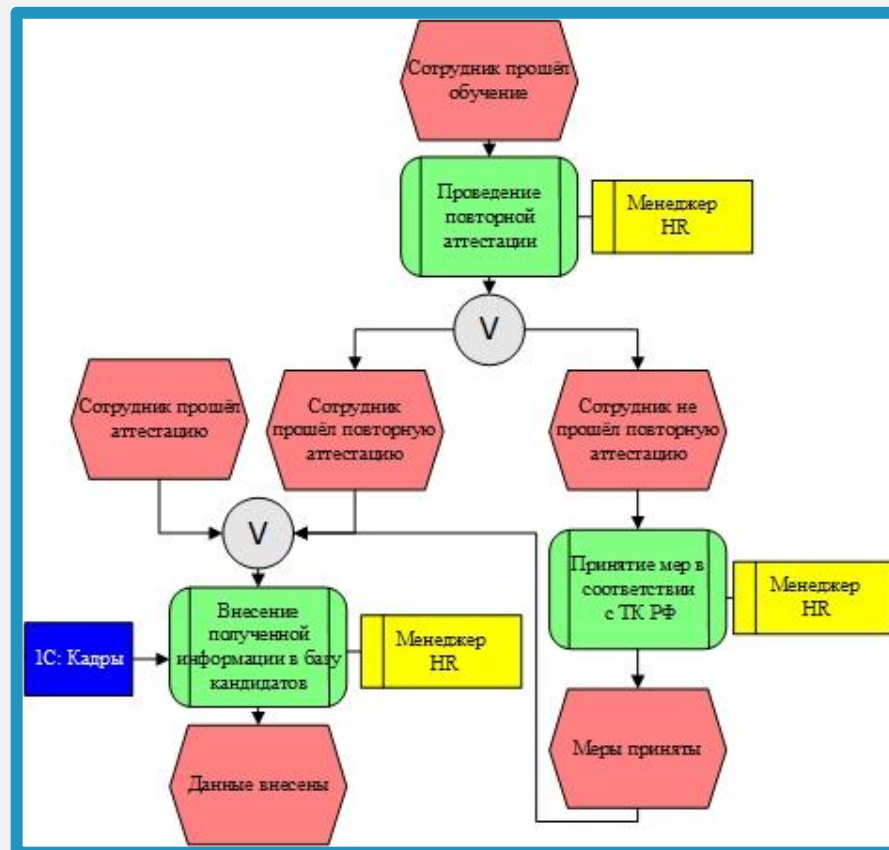 Сотрудник прошёл
обучение
Проведение
повторной
аттестации
Менеджер
HR
V
Сотрудник прошёл
аттестацию
Сотрудник
прошёл повторную
аттестацию
Сотрудник не
прошёл повторную
аттестацию
V
Принятие мер в
соответствии
с ТК РФ
Менеджер
HR
1С: Кадры
Внесение
полученной
информации в базу
кандидатов
Менеджер
HR
Данные внесены
Меры приняты